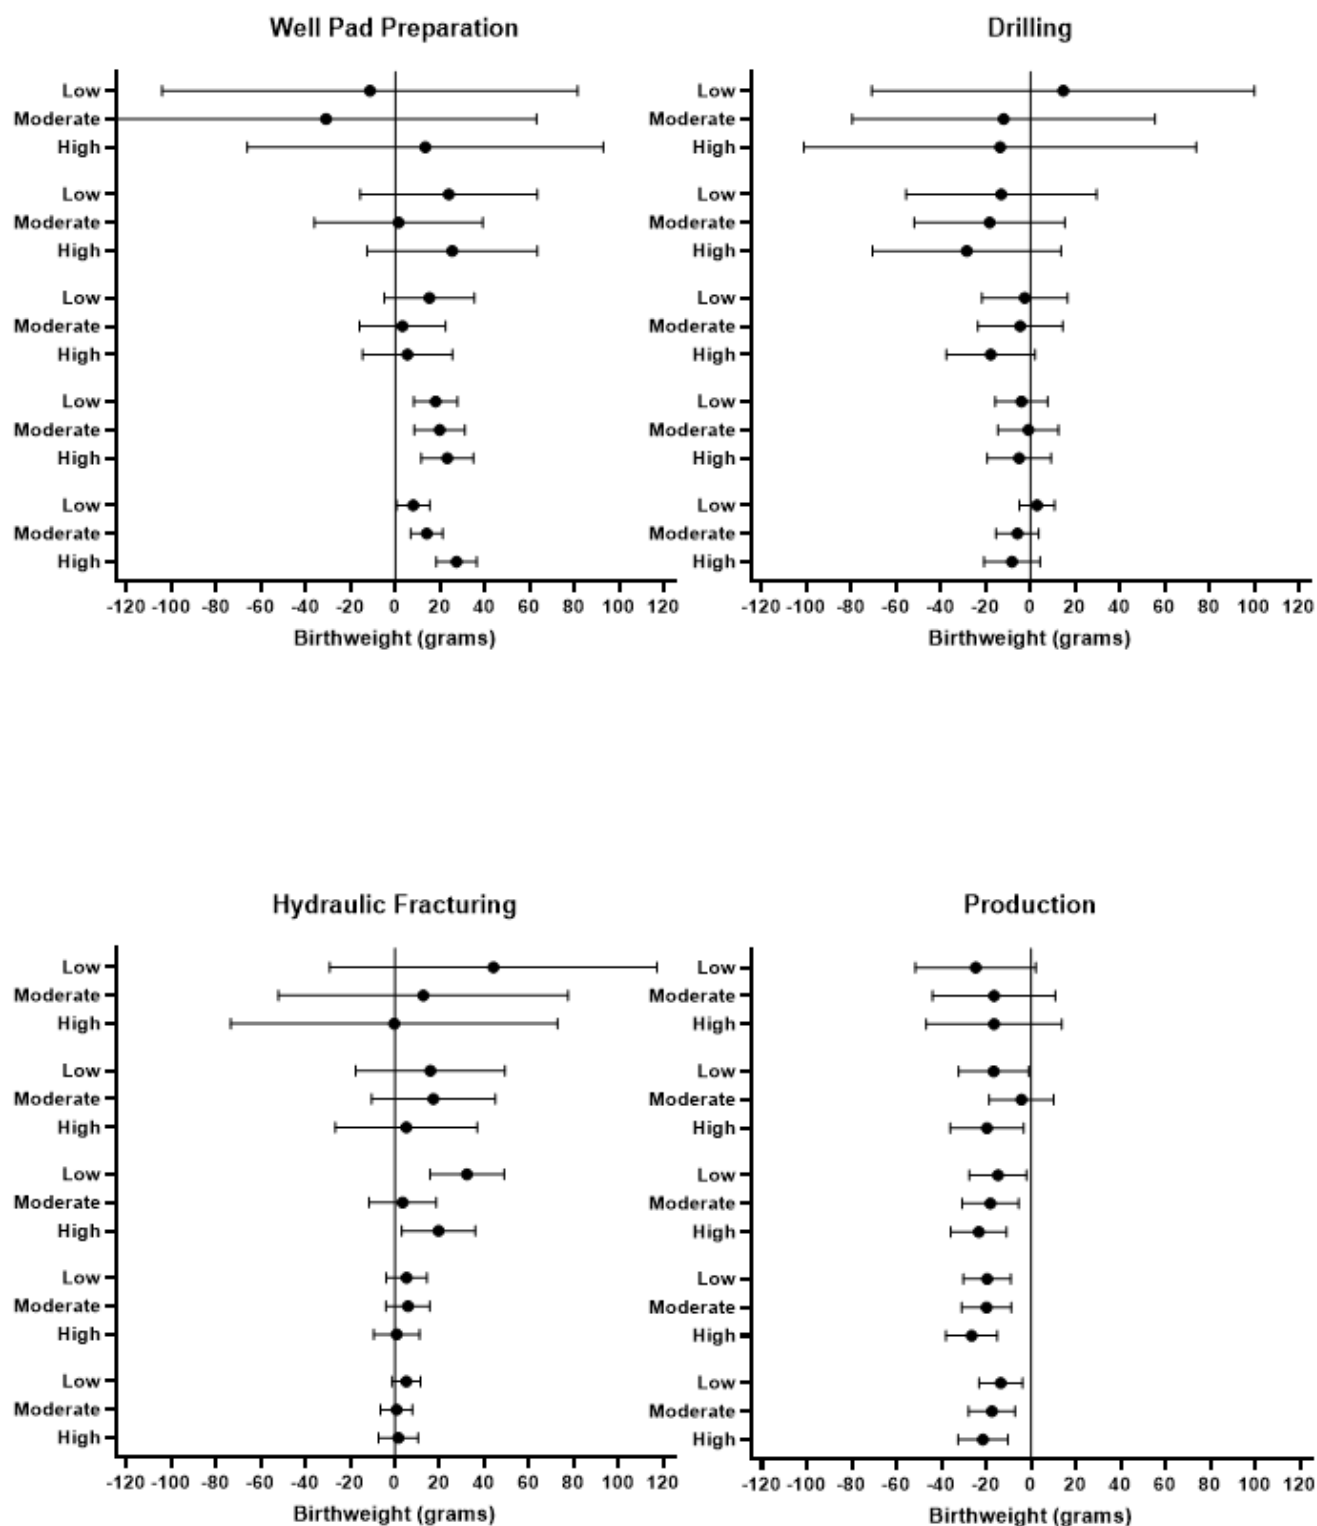 Well Pad Preparation
Low
Moderate
High
Low
Moderate
High
Low
Moderate
High
Low
Moderate
High
Low
Moderate
High
-120 -100 -80 -60 -40 -20 0 20 40 60 80 100 120
Birthweight (grams)
Drilling
Low
Moderate
High
Low
Moderate
High
Low
Moderate
High
Low
Moderate
High
Low
Moderate
High
-120 -100 -80 -60 -40 -20 0 20 40 60 80 100 120
Birthweight (grams)
Hydraulic Fracturing
Low
Moderate
High
Low
Moderate
High
Low
Moderate
High
Low
Moderate
High
Low
Moderate
High
-120 -100 -80 -60 -40 -20 0 20 40 60 80 100 120
Birthweight (grams)
Production
Low
Moderate
High
Low
Moderate
High
Low
Moderate
High
Low
Moderate
High
Low
Moderate
High
-120 -100 -80 -60 -40 -20 0 20 40 60 80 100 120
Birthweight (grams)